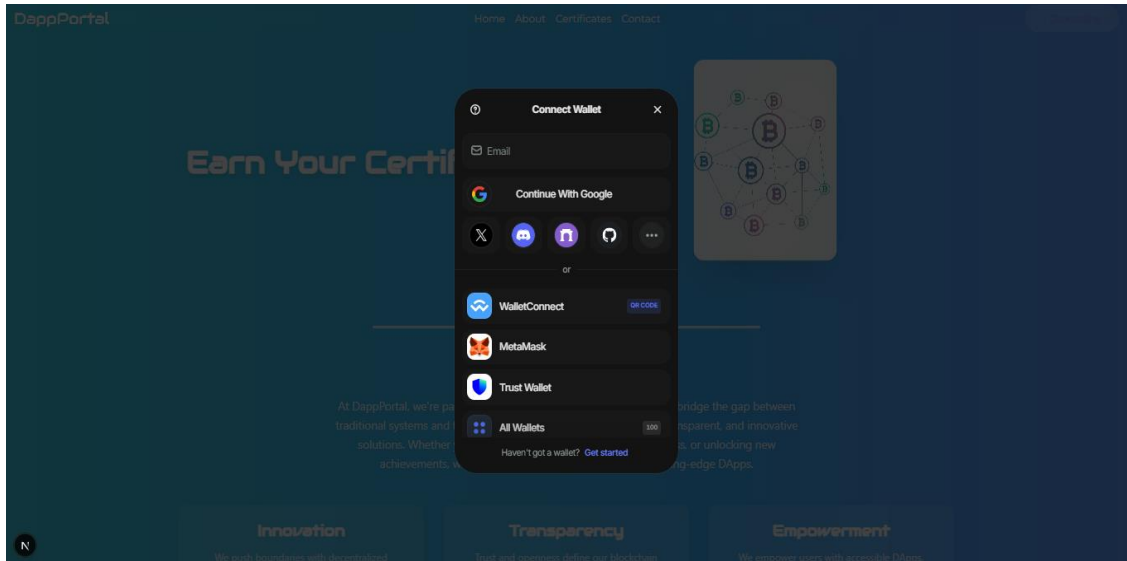 DappPortal
Home About Certificates Contact
Earn Your Certif
Connect Wallet
Email
Continue With Google
or
WalletConnect QR CODE
MetaMask
Trust Wallet
All Wallets 100
Haven't got a wallet? Get started
At DappPortal, we're pa bridge the gap between
traditional systems and nsparent, and innovative
solutions. Whether s, or unlocking new
achievements, w ng-edge DApps.
Innovation Transparency Empowerment
We push boundaries with decentralized Trust and openness define our blockchain We empower users with accessible DApps
N